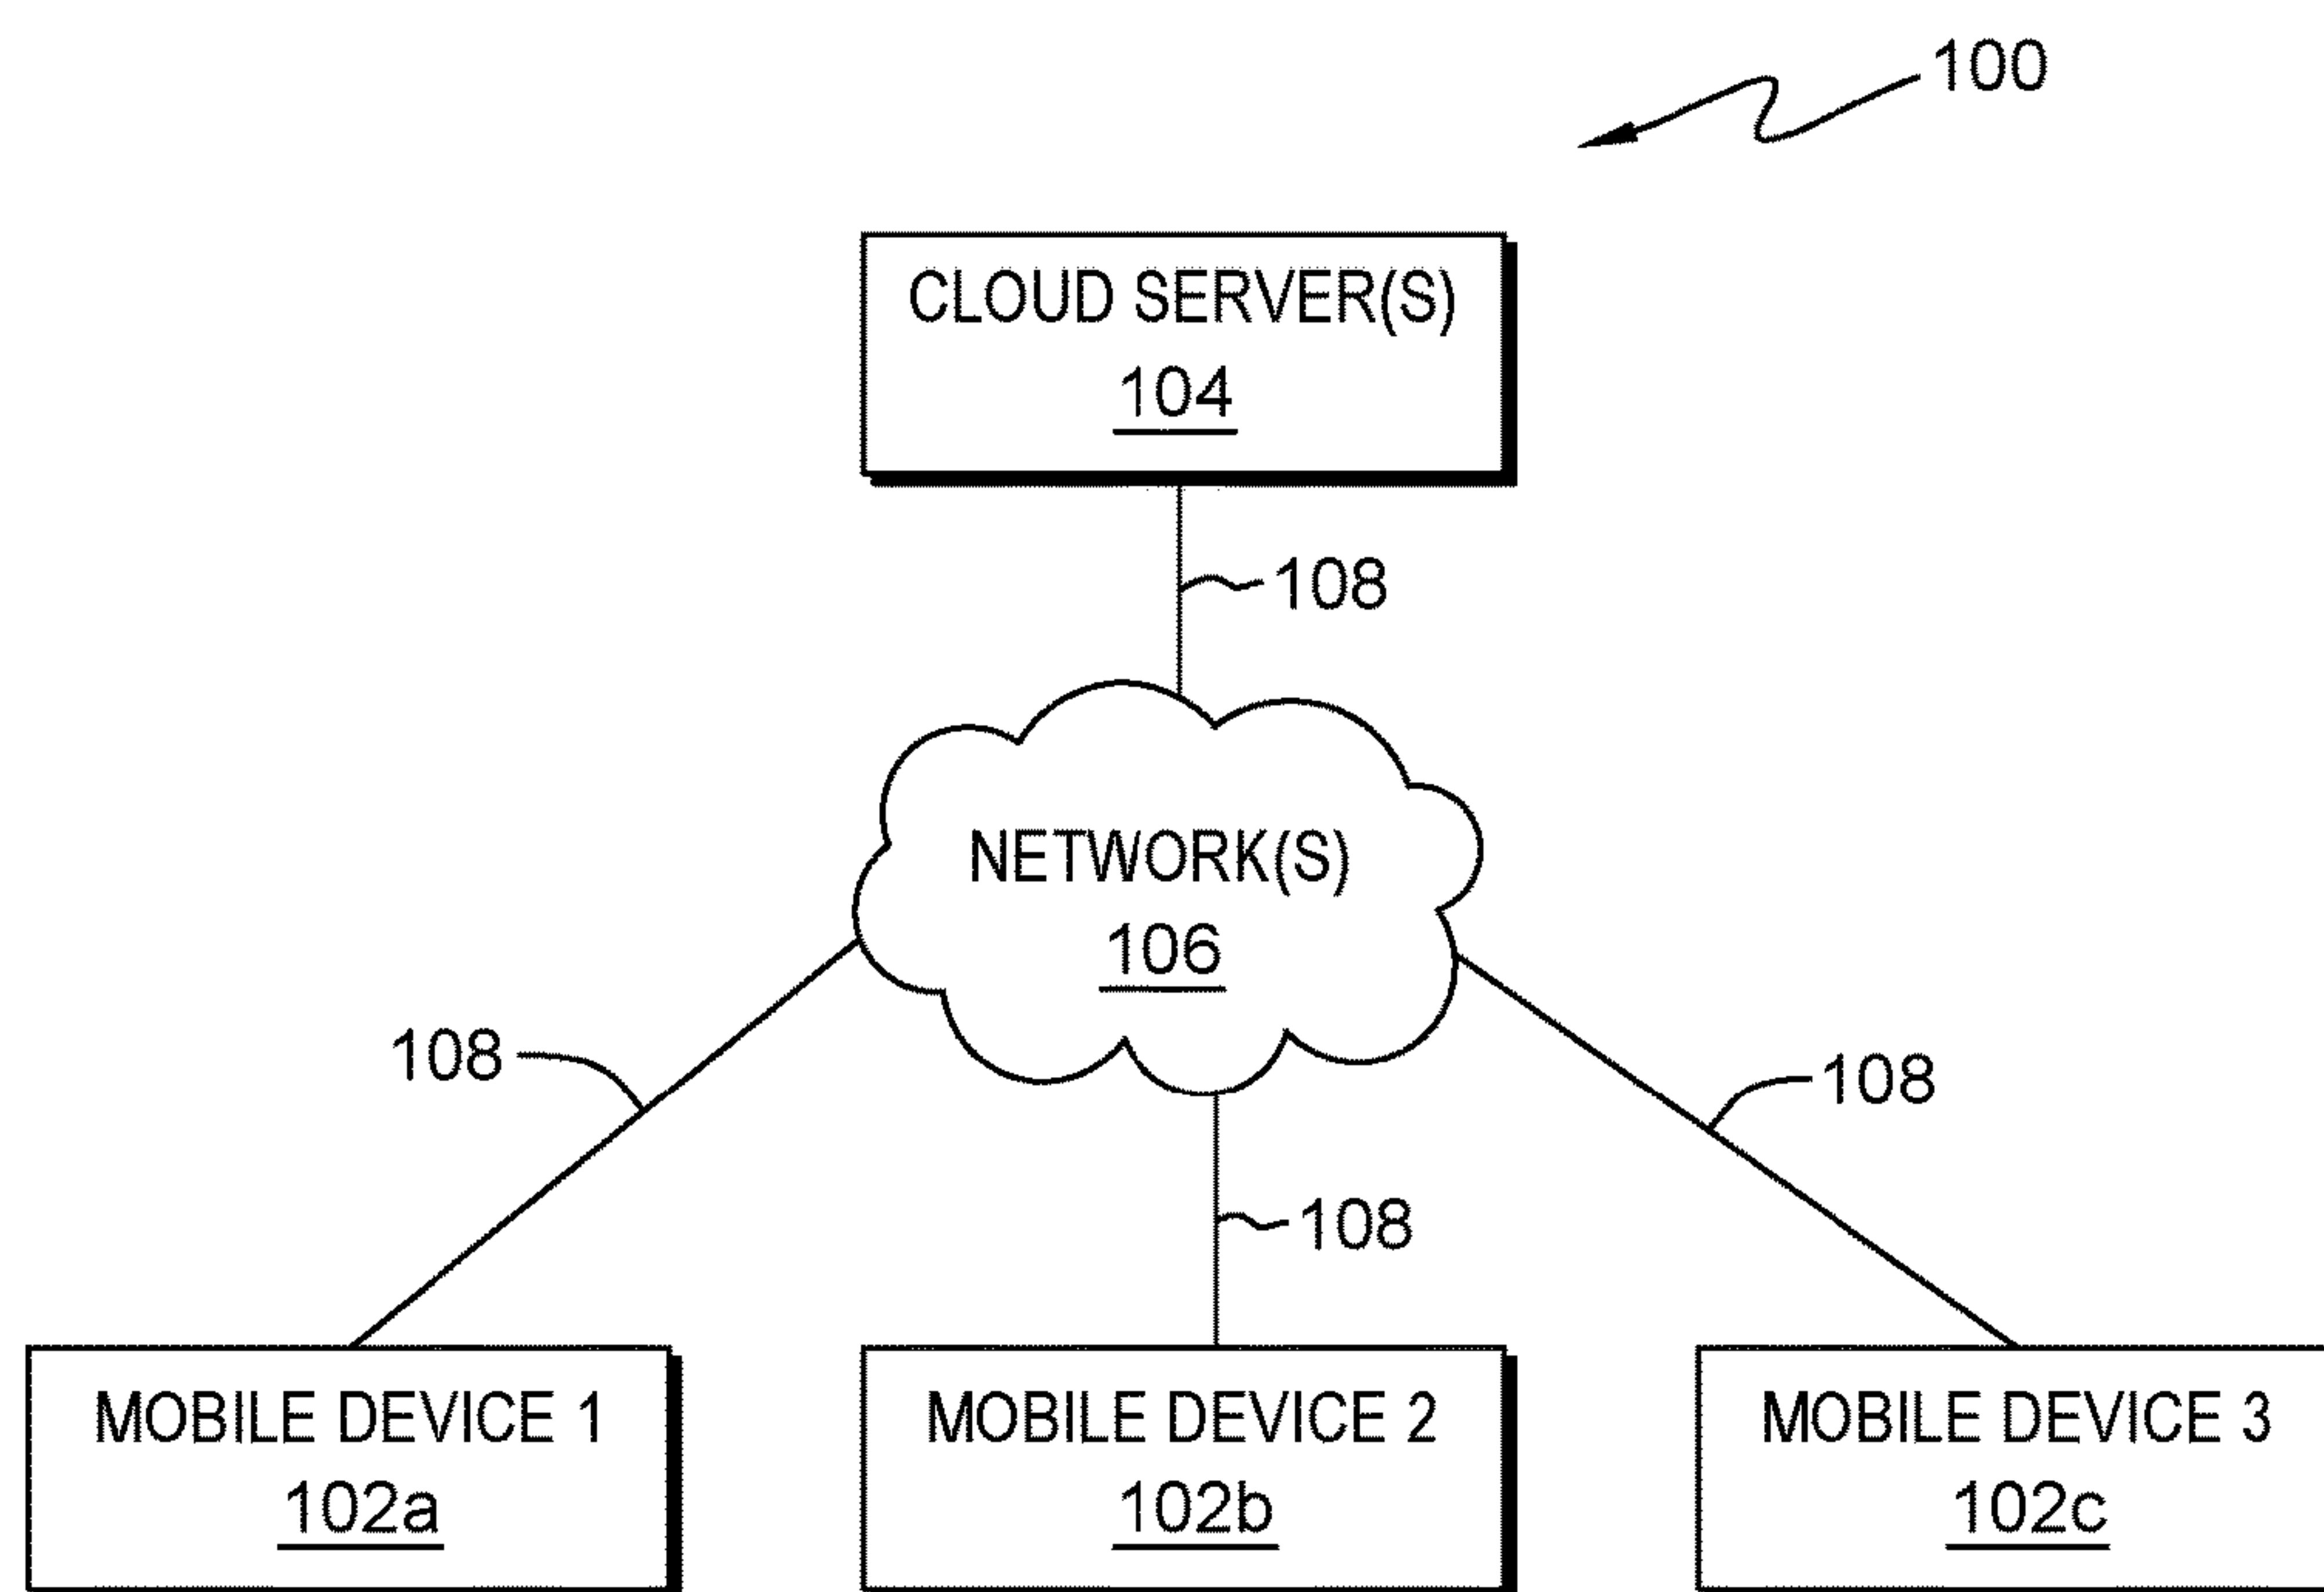 100
CLOUD SERVER(S)
104
108
NETWORK(S)
106
108
108
108
MOBILE DEVICE 1
102a
MOBILE DEVICE 2
102b
MOBILE DEVICE 3
102c